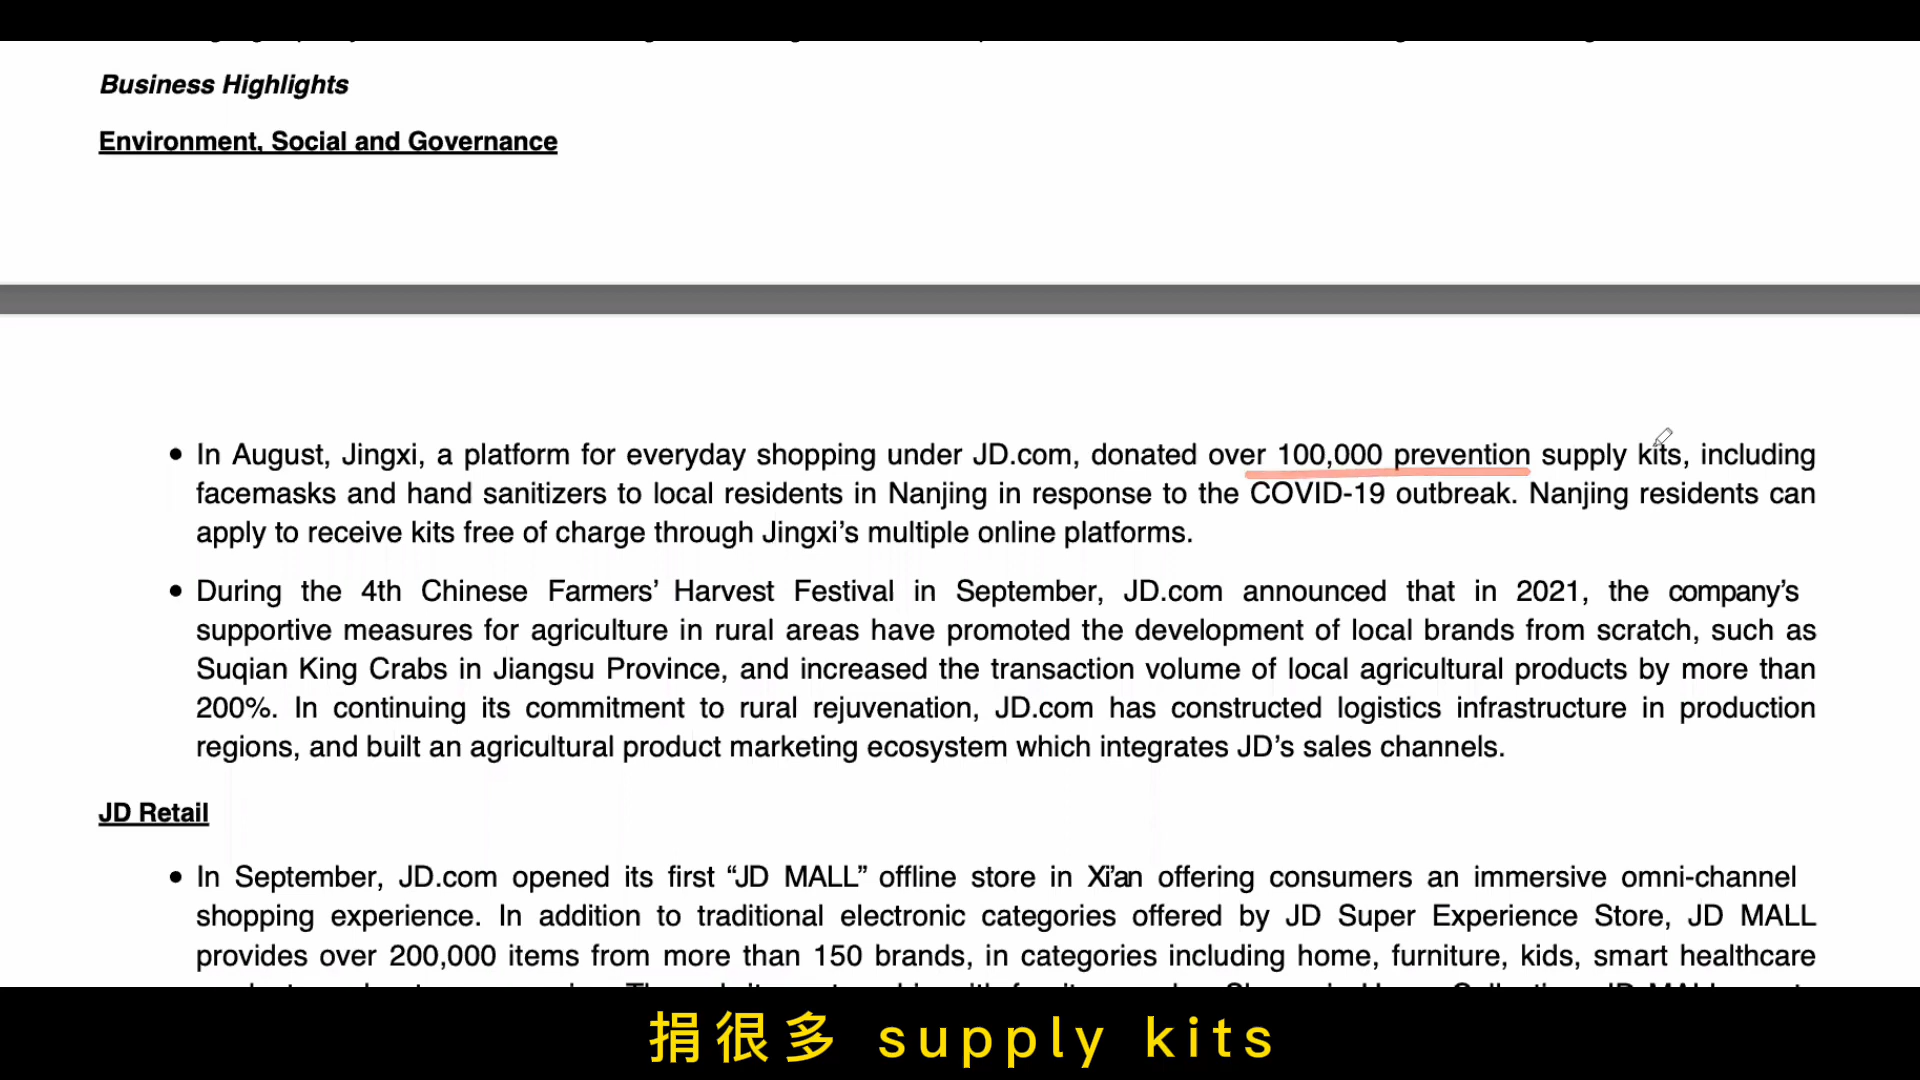 Business Highlights
Environment, Social and Governance
• In August, Jingxi, a platform for everyday shopping under JD.com, donated over 100,000 prevention supply kits, including
facemasks and hand sanitizers to local residents in Nanjing in response to the COVID-19 outbreak. Nanjing residents can
apply to receive kits free of charge through Jingxi’s multiple online platforms.
• During the 4th Chinese Farmers’ Harvest Festival in September, JD.com announced that in 2021, the company’s
supportive measures for agriculture in rural areas have promoted the development of local brands from scratch, such as
Suqian King Crabs in Jiangsu Province, and increased the transaction volume of local agricultural products by more than
200%. In continuing its commitment to rural rejuvenation, JD.com has constructed logistics infrastructure in production
regions, and built an agricultural product marketing ecosystem which integrates JD’s sales channels.
JD Retail
• In September, JD.com opened its first “JD MALL” offline store in Xi’an offering consumers an immersive omni-channel
shopping experience. In addition to traditional electronic categories offered by JD Super Experience Store, JD MALL
provides over 200,000 items from more than 150 brands, in categories including home, furniture, kids, smart healthcare
捐很多 supply kits